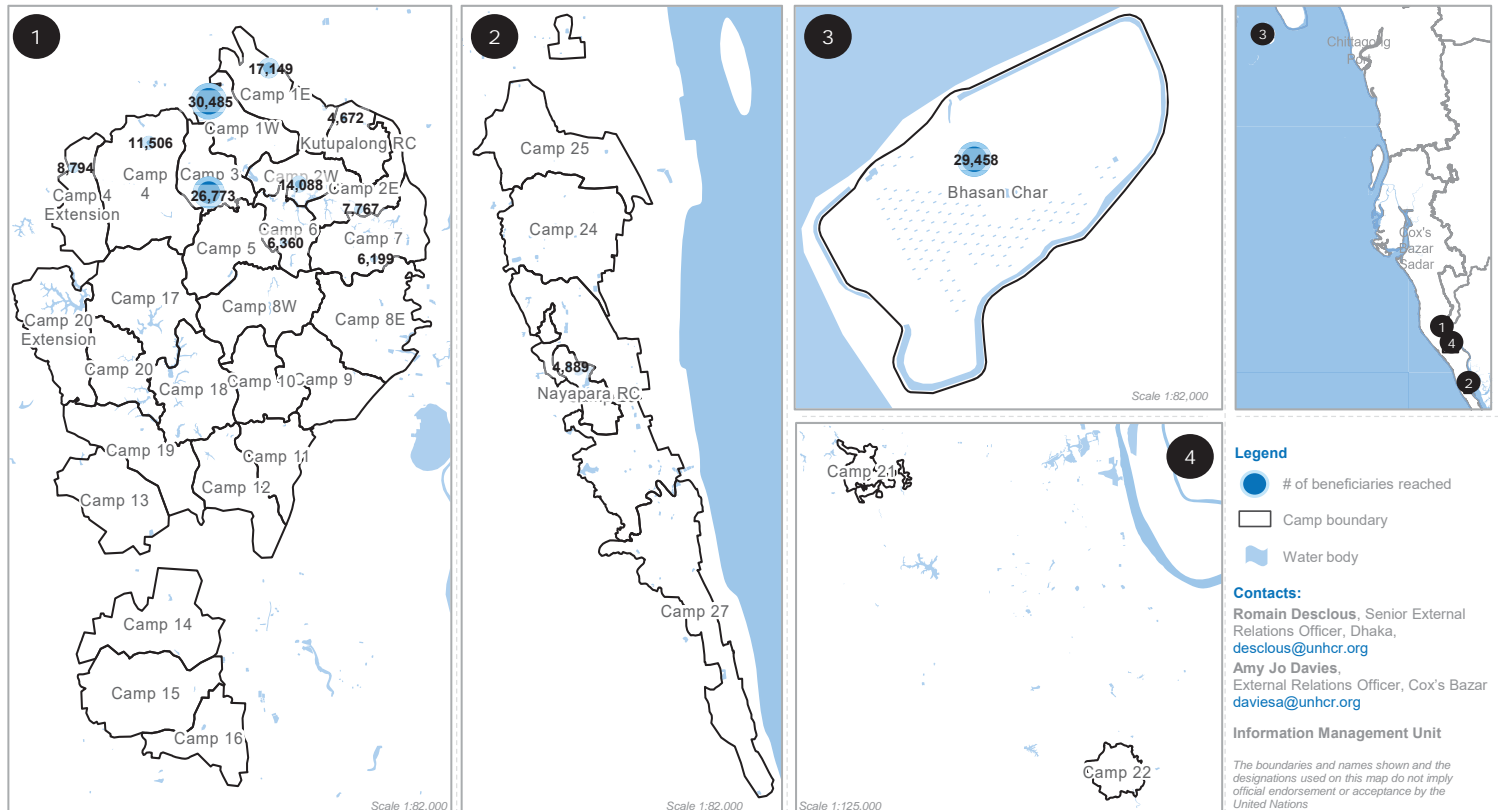 1
17,149
Camp 1E
30,485
Camp 1W
4,672
Kutupalong RC
11,506
8,794
Camp 4
Extension
Camp
4
Camp 3
26,773
Camp 2W
14,088
Camp 2E
7,767
Camp 6
6,360
Camp 5
Camp 7
6,199
Camp 17
Camp 8W
Camp 8E
Camp 20
Extension
Camp 20
Camp 18
Camp 10
Camp 9
Camp 19
Camp 11
Camp 12
Camp 13
Camp 14
Camp 15
Camp 16
Scale 1:82,000
2
Camp 25
Camp 24
4,889
Nayapara RC
Camp 27
Scale 1:82,000
3
29,458
Bhasan Char
Scale 1:82,000
4
Camp 21
Camp 22
Scale 1:125,000
3
Chittagong
Port
Cox's
Bazar
Sadar
1
4
2
Legend
# of beneficiaries reached
Camp boundary
Water body
Contacts:
Romain Desclous, Senior External
Relations Officer, Dhaka,
desclous@unhcr.org
Amy Jo Davies,
External Relations Officer, Cox's Bazar
daviesa@unhcr.org
Information Management Unit
The boundaries and names shown and the
designations used on this map do not imply
official endorsement or acceptance by the
United Nations